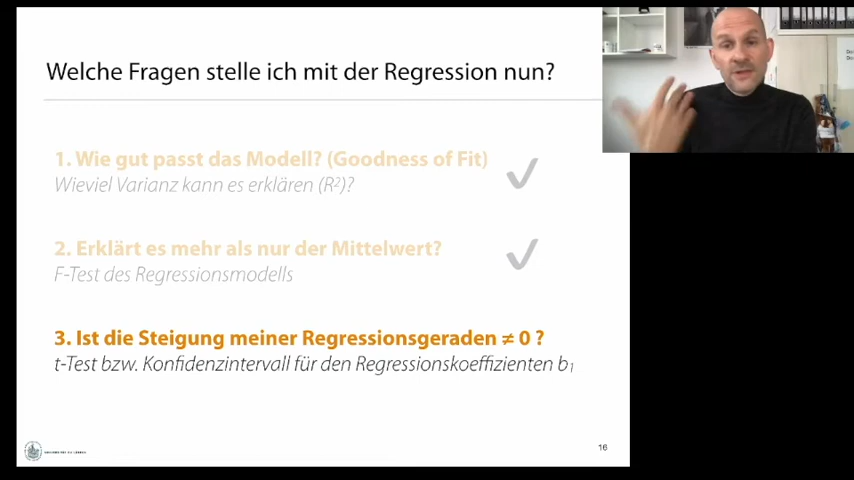 Welche Fragen stelle ich mit der Regression nun?
1. Wie gut passt das Modell? (Goodness of Fit)
Wieviel Varianz kann es erklären (R²)?
2. Erklärt es mehr als nur der Mittelwert?
F-Test des Regressionsmodells
3. Ist die Steigung meiner Regressionsgeraden ≠ 0 ?
t-Test bzw. Konfidenzintervall für den Regressionskoeffizienten b₁
16